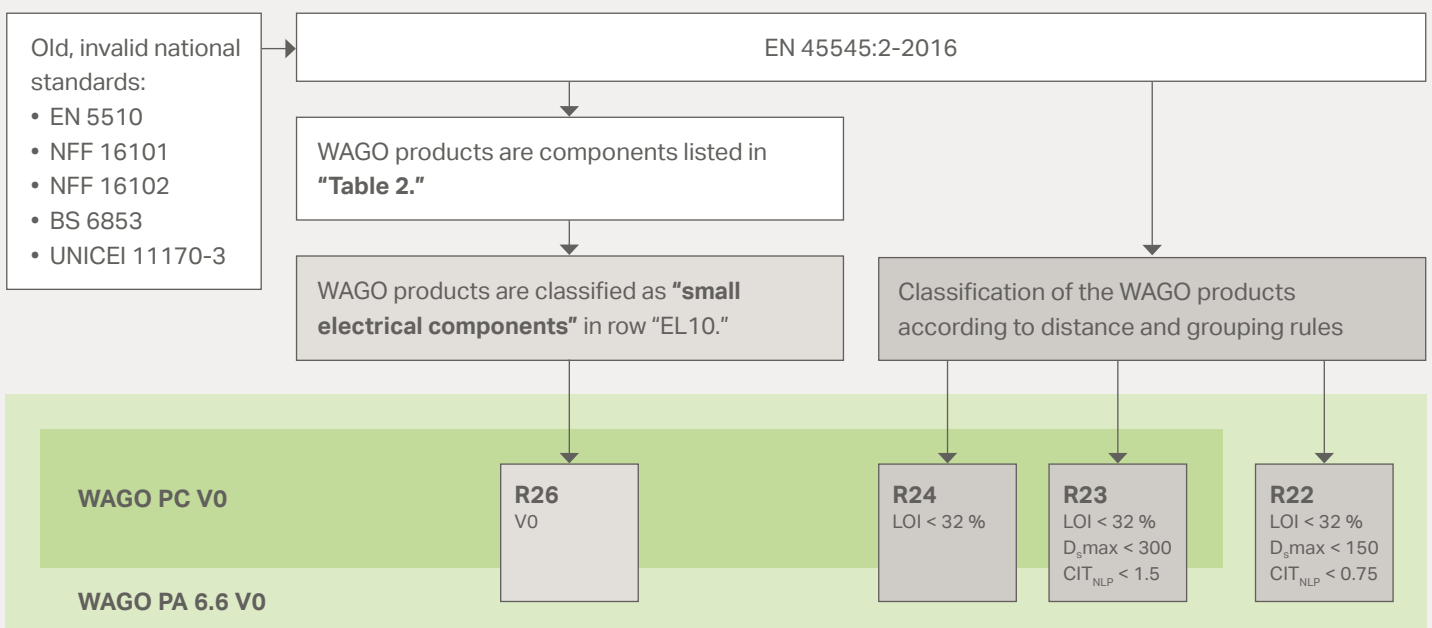 Old, invalid national
standards:
• EN 5510
• NFF 16101
• NFF 16102
• BS 6853
• UNICEI 11170-3
EN 45545:2-2016
WAGO products are components listed in
“Table 2.”
WAGO products are classified as “small
electrical components” in row “EL10.”
Classification of the WAGO products
according to distance and grouping rules
WAGO PC V0
R26
V0
R24
LOI < 32 %
R23
LOI < 32 %
Dsmax < 300
CITNLP < 1.5
R22
LOI < 32 %
Dsmax < 150
CITNLP < 0.75
WAGO PA 6.6 V0